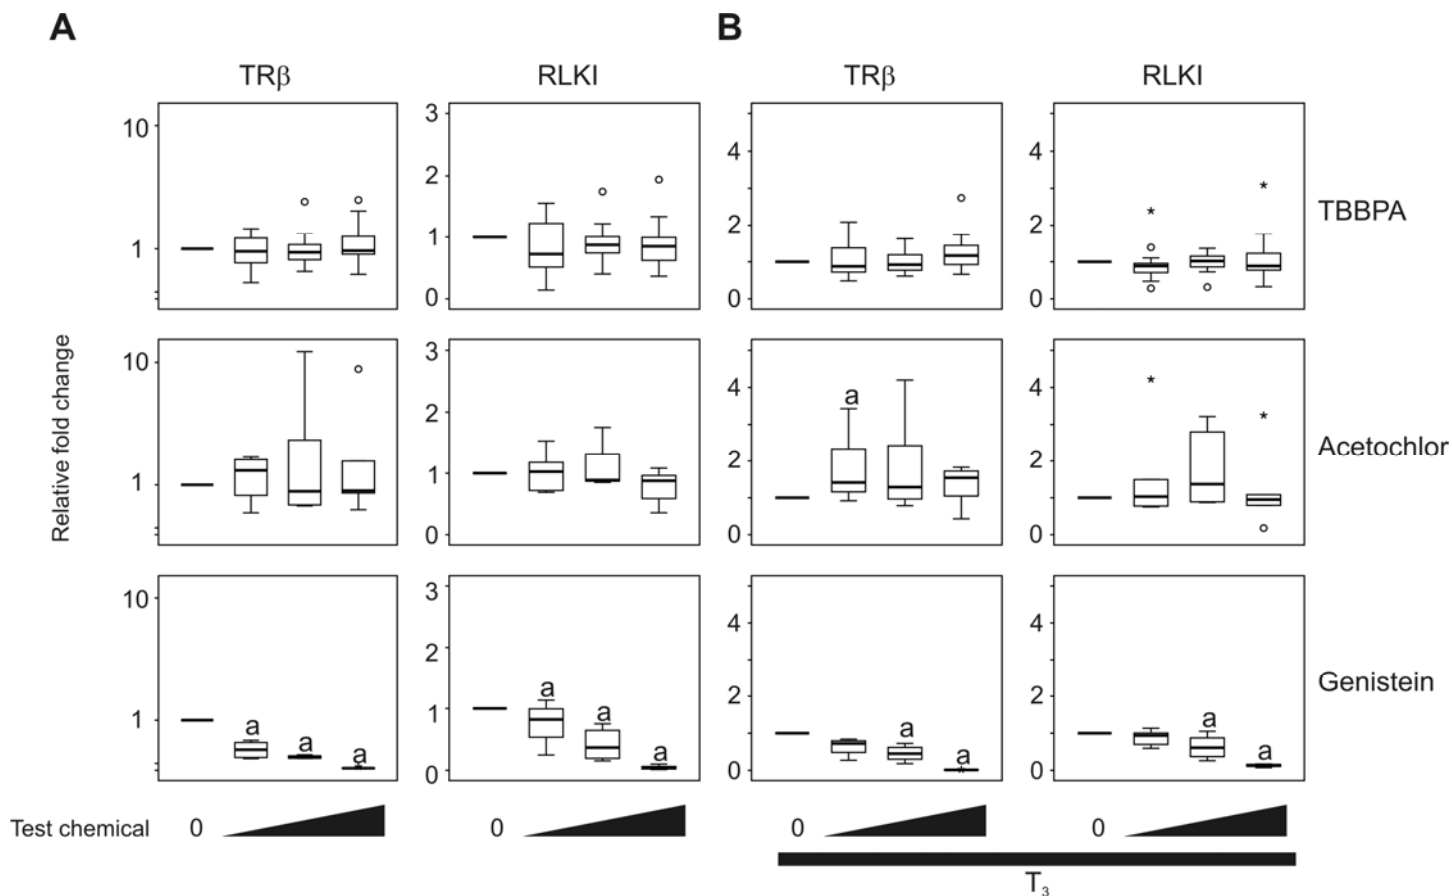 A B
TRβ RLKI TRβ RLKI
10 1
3 2 1 0
4 2 0
4 2 0
TBBPA
Relative fold change
10 1
3 2 1 0
a
4 2 0
4 2 0
Acetochlor
10 1
a a a
3 2 1 0
a a a
4 2 0
a a
4 2 0
a a
Genistein
Test chemical 0 0 0 0
T₃